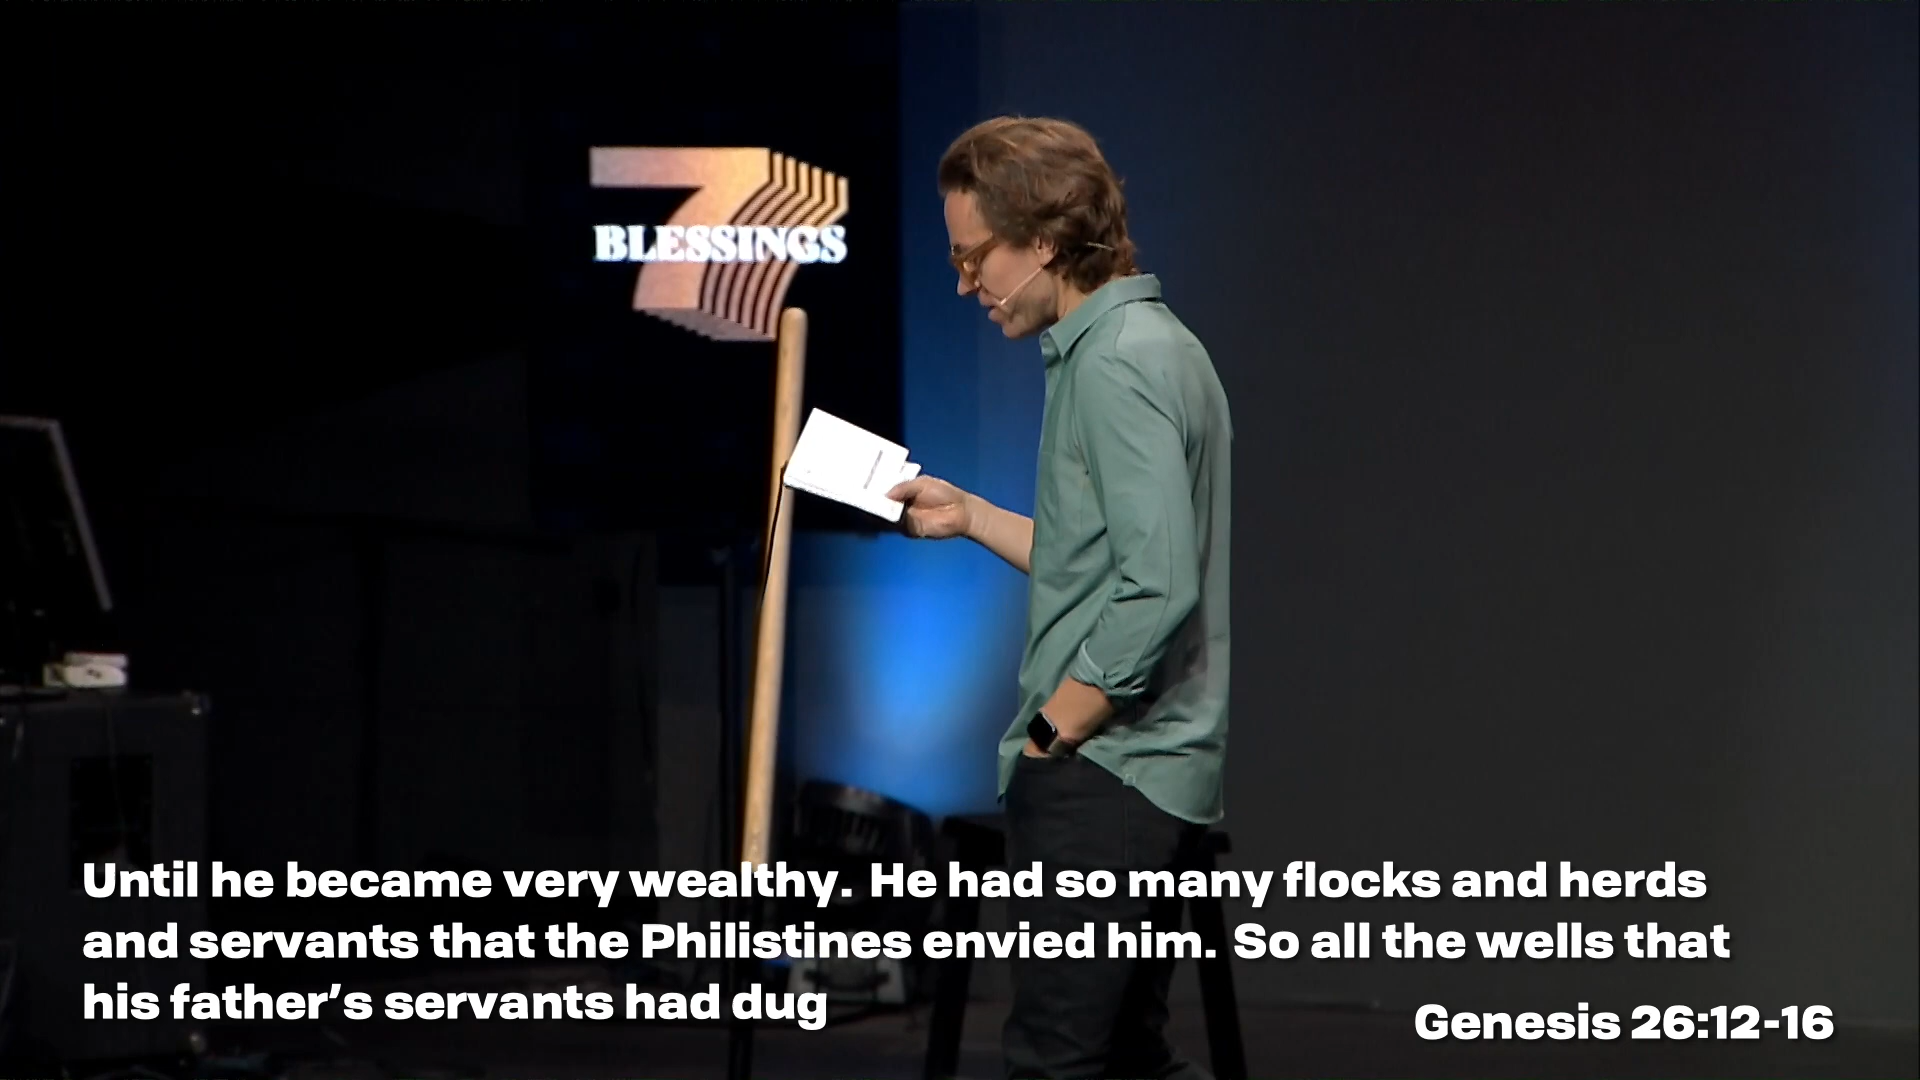 7
BLESSINGS
Until he became very wealthy. He had so many flocks and herds
and servants that the Philistines envied him. So all the wells that
his father’s servants had dug
Genesis 26:12-16